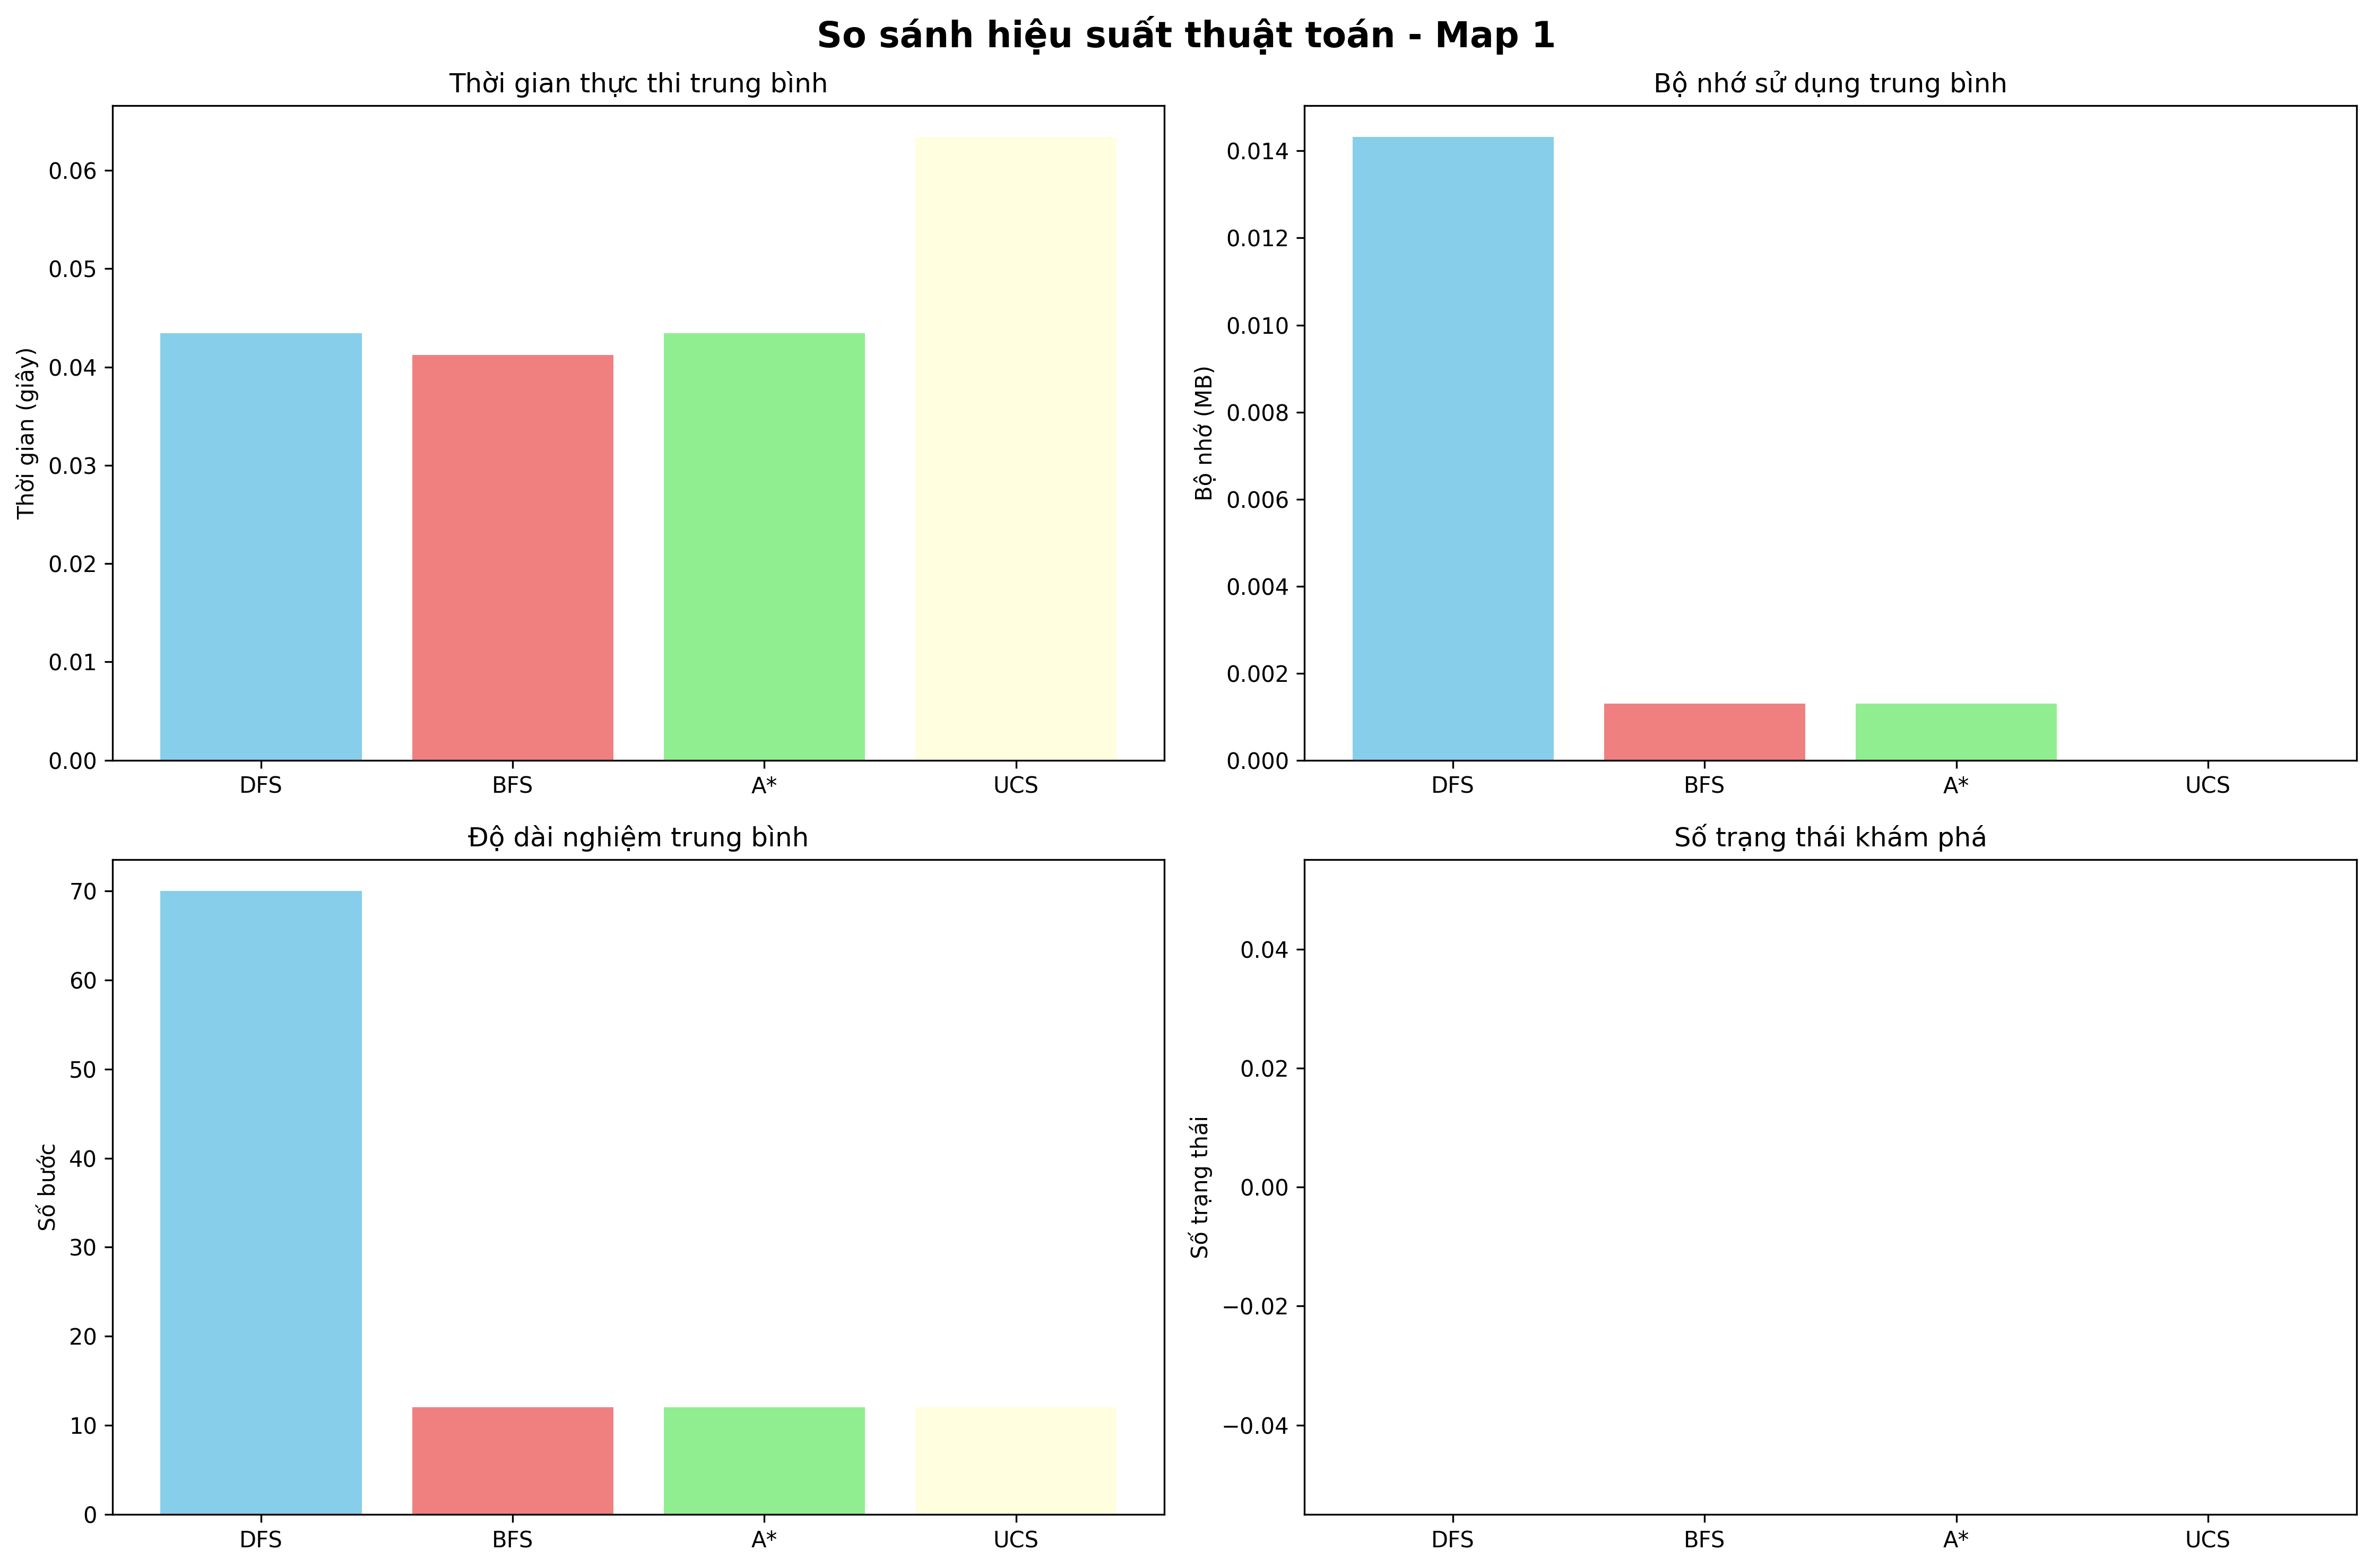 So sánh hiệu suất thuật toán - Map 1
Thời gian thực thi trung bình
Thời gian (giây)
0.06
0.05
0.04
0.03
0.02
0.01
0.00
DFS BFS A* UCS
Bộ nhớ sử dụng trung bình
Bộ nhớ (MB)
0.014
0.012
0.010
0.008
0.006
0.004
0.002
0.000
DFS BFS A* UCS
Độ dài nghiệm trung bình
Số bước
70
60
50
40
30
20
10
0
DFS BFS A* UCS
Số trạng thái khám phá
Số trạng thái
0.04
0.02
0.00
−0.02
−0.04
DFS BFS A* UCS